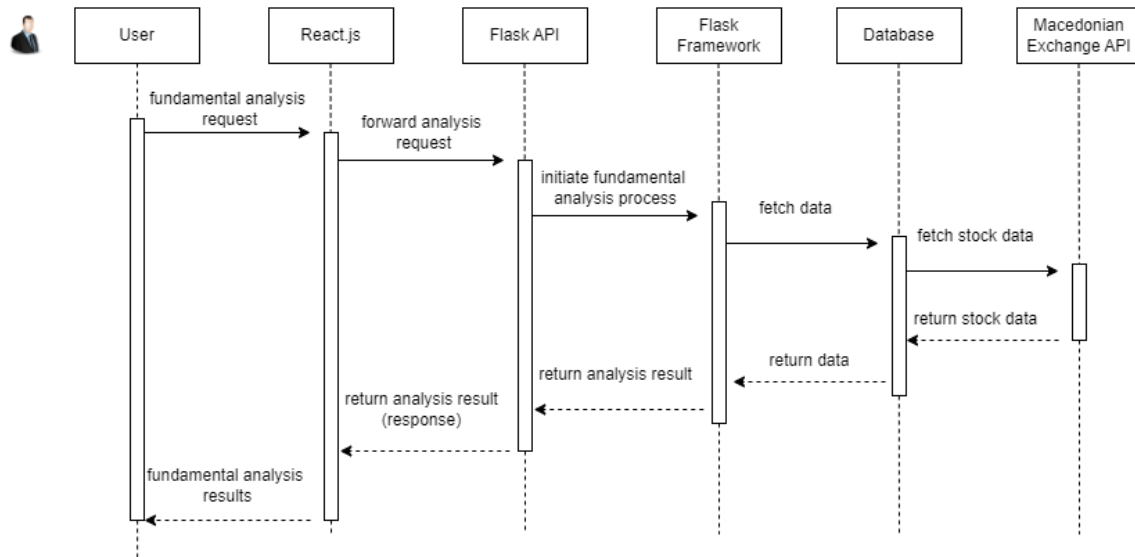 User
React.js
Flask API
Flask
Framework
Database
Macedonian
Exchange API
fundamental analysis
request
forward analysis
request
initiate fundamental
analysis process
fetch data
fetch stock data
return stock data
return data
return analysis result
return analysis result
(response)
fundamental analysis
results